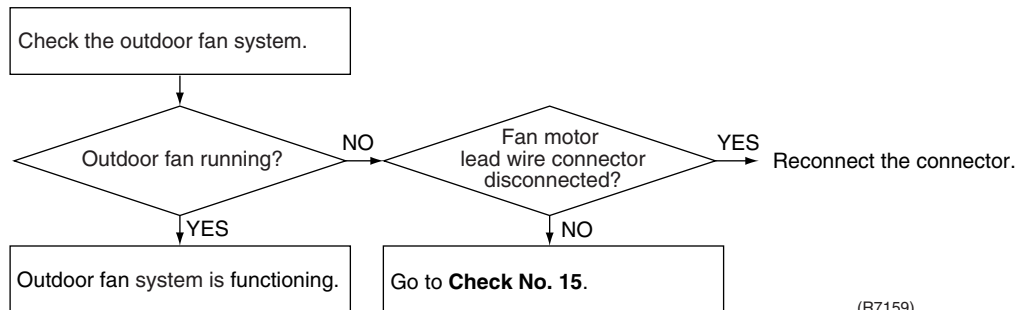 Check the outdoor fan system.
Outdoor fan running?
NO
Fan motor
lead wire connector
disconnected?
YES
Reconnect the connector.
YES
NO
Outdoor fan system is functioning.
Go to Check No. 15.
(R7159)